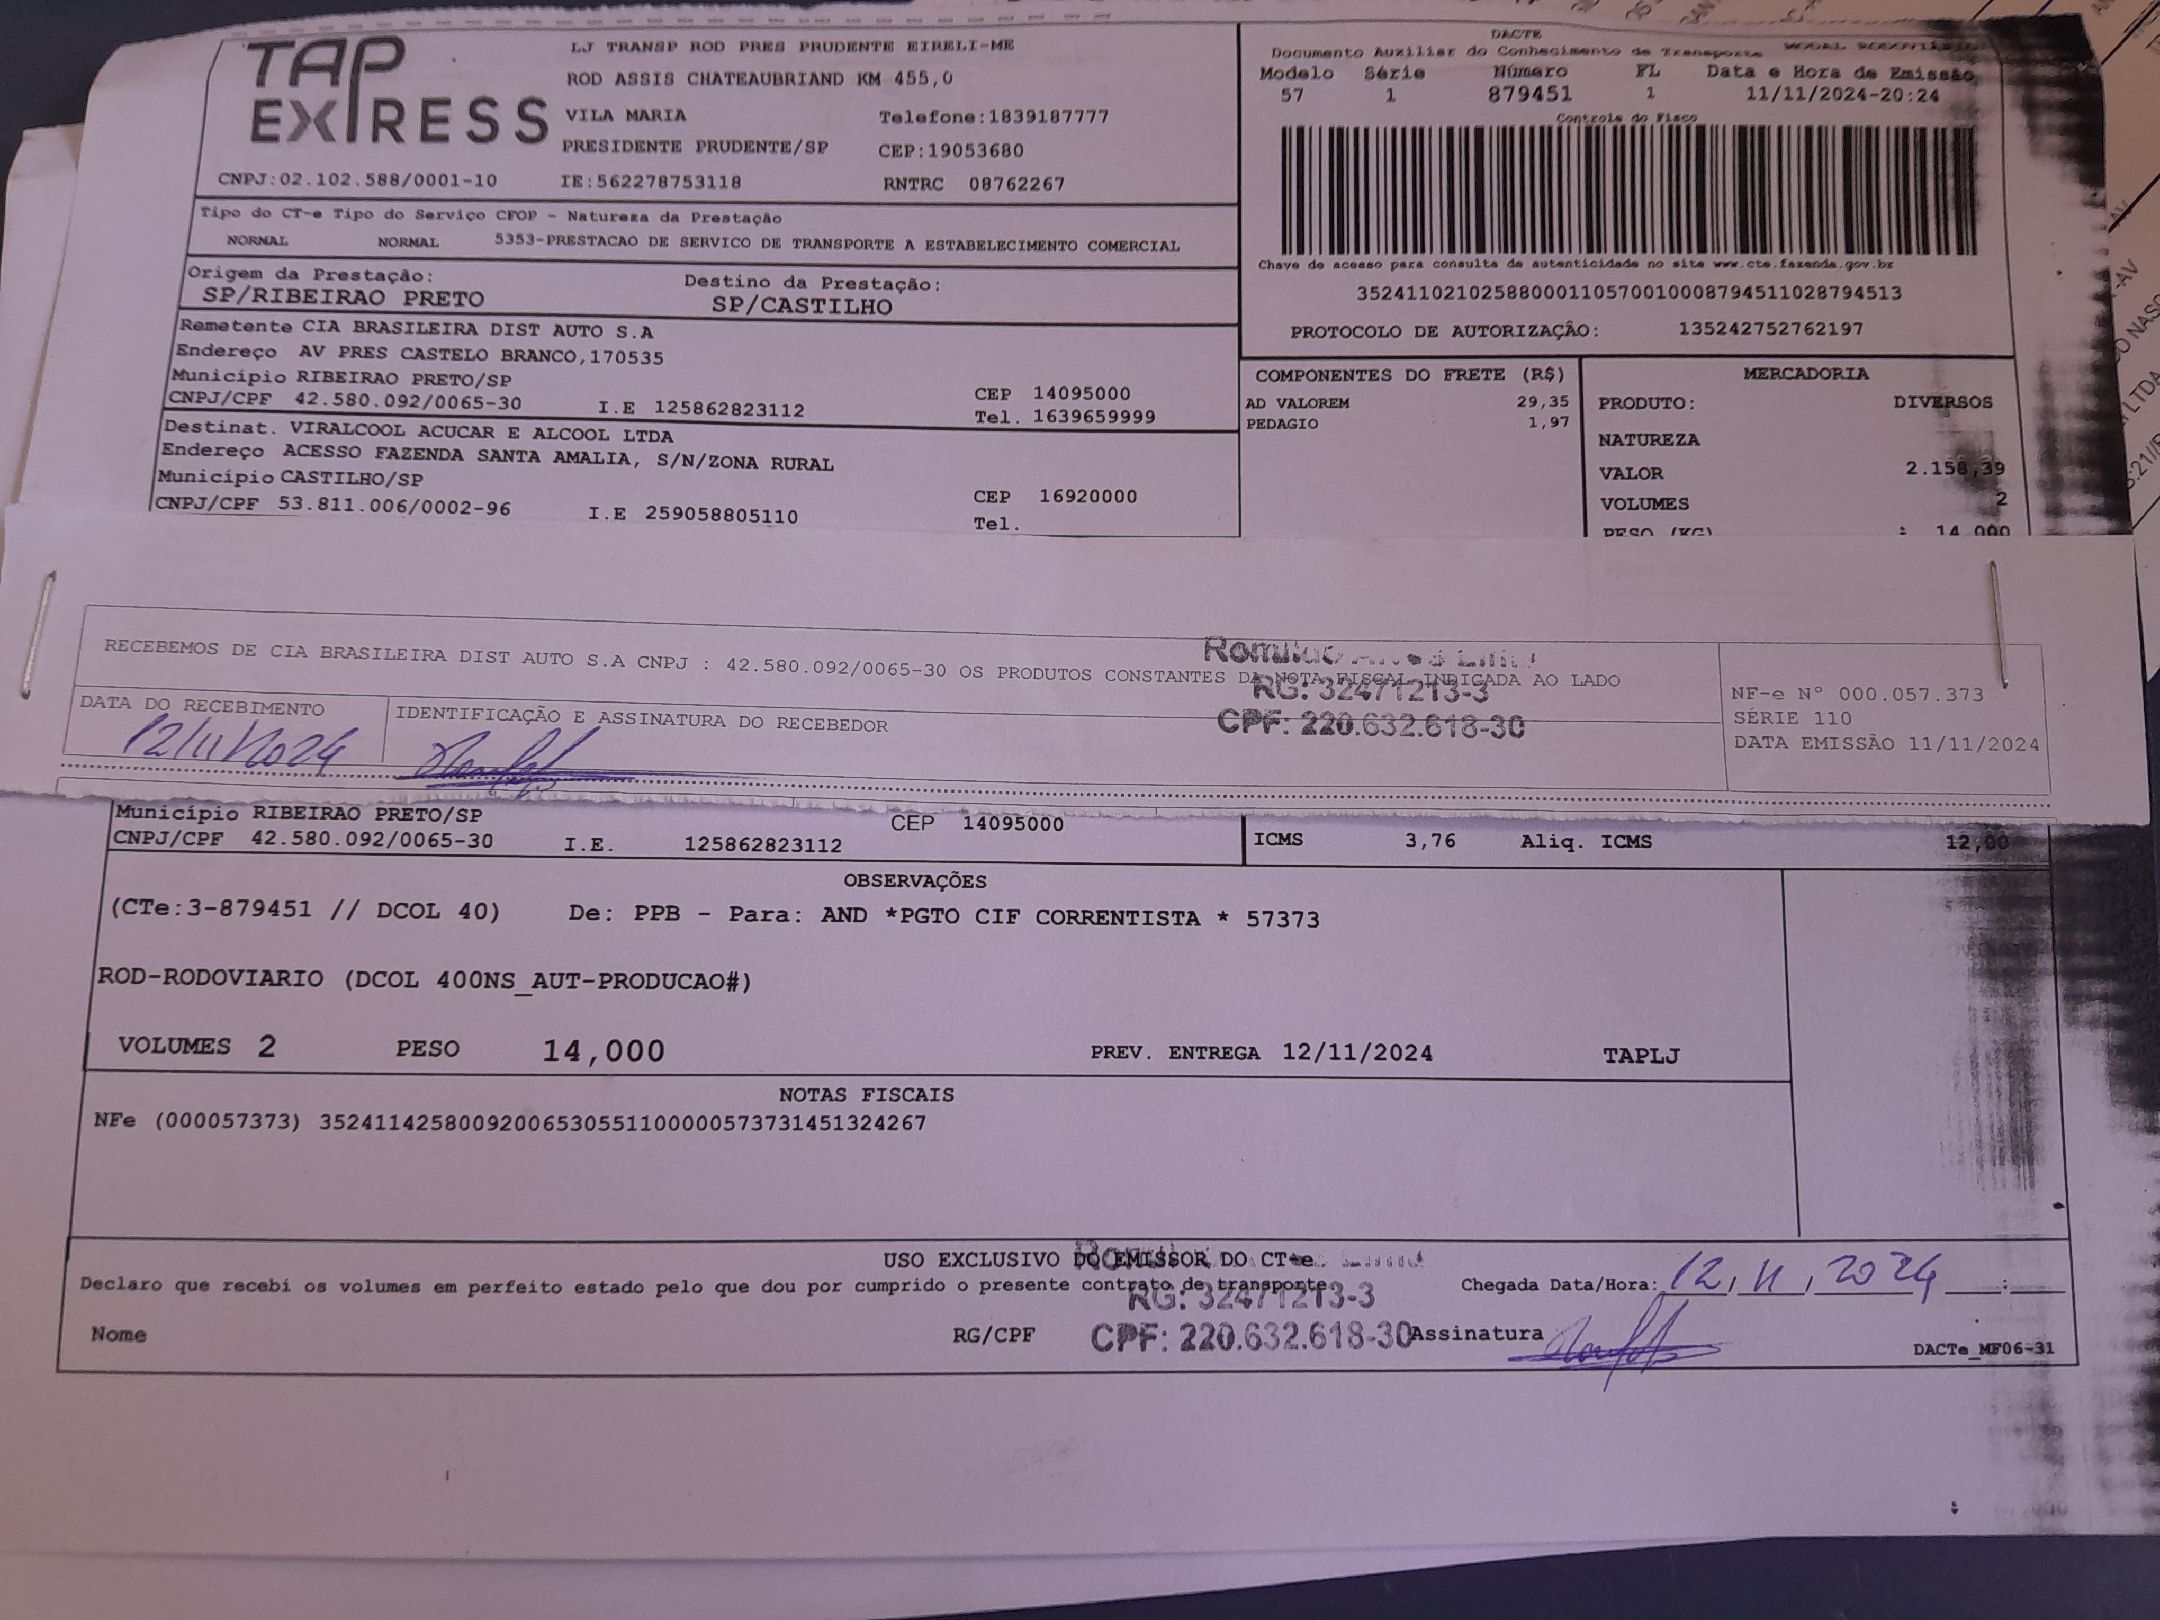 TAP EXPRESS
LJ TRANSP ROD PRES PRUDENTE EIRELI-ME
ROD ASSIS CHATEAUBRIAND KM 455,0
VILA MARIA Telefone:1839187777
PRESIDENTE PRUDENTE/SP CEP:19053680
CNPJ:02.102.588/0001-10 IE:562278753118 RNTRC 08762267
Tipo do CT-e Tipo do Serviço CFOP - Natureza da Prestação
NORMAL NORMAL 5353-PRESTACAO DE SERVICO DE TRANSPORTE A ESTABELECIMENTO COMERCIAL
Origem da Prestação: Destino da Prestação:
SP/RIBEIRAO PRETO SP/CASTILHO
Remetente CIA BRASILEIRA DIST AUTO S.A
Endereço AV PRES CASTELO BRANCO,170535
Município RIBEIRAO PRETO/SP CEP 14095000
CNPJ/CPF 42.580.092/0065-30 I.E 125862823112 Tel. 1639659999
Destinat. VIRALCOOL ACUCAR E ALCOOL LTDA
Endereço ACESSO FAZENDA SANTA AMALIA, S/N/ZONA RURAL
Município CASTILHO/SP CEP 16920000
CNPJ/CPF 53.811.006/0002-96 I.E 259058805110 Tel.
DACTE
Documento Auxiliar do Conhecimento de Transporte MODAL RODOVIÁRIO
Modelo Série Número FL Data e Hora de Emissão
57 1 879451 1 11/11/2024-20:24
Controle do Fisco
Chave de acesso para consulta de autenticidade no site www.cte.fazenda.gov.br
35241102102588000110570010008794511028794513
PROTOCOLO DE AUTORIZAÇÃO: 135242752762197
COMPONENTES DO FRETE (R$)
AD VALOREM 29,35
PEDAGIO 1,97
MERCADORIA
PRODUTO: DIVERSOS
NATUREZA
VALOR 2.158,39
VOLUMES 2
PESO (KG) : 14,000
RECEBEMOS DE CIA BRASILEIRA DIST AUTO S.A CNPJ : 42.580.092/0065-30 OS PRODUTOS CONSTANTES DA NOTA FISCAL INDICADA AO LADO
RG: 32471213-3
CPF: 220.632.618-30
DATA DO RECEBIMENTO IDENTIFICAÇÃO E ASSINATURA DO RECEBEDOR
12/11/2024
NF-e Nº 000.057.373
SÉRIE 110
DATA EMISSÃO 11/11/2024
Município RIBEIRAO PRETO/SP CEP 14095000
CNPJ/CPF 42.580.092/0065-30 I.E. 125862823112
ICMS 3,76 Aliq. ICMS 12,00
OBSERVAÇÕES
(CTe:3-879451 // DCOL 40) De: PPB - Para: AND *PGTO CIF CORRENTISTA * 57373
ROD-RODOVIARIO (DCOL 400NS_AUT-PRODUCAO#)
VOLUMES 2 PESO 14,000 PREV. ENTREGA 12/11/2024 TAPLJ
NOTAS FISCAIS
NFe (000057373) 35241142580092006530551100000573731451324267
USO EXCLUSIVO DO EMISSOR DO CT-e
Declaro que recebi os volumes em perfeito estado pelo que dou por cumprido o presente contrato de transporte. Chegada Data/Hora: 12/11/2024 :
RG: 32471213-3
Nome RG/CPF CPF: 220.632.618-30 Assinatura
DACTe_MF06-31